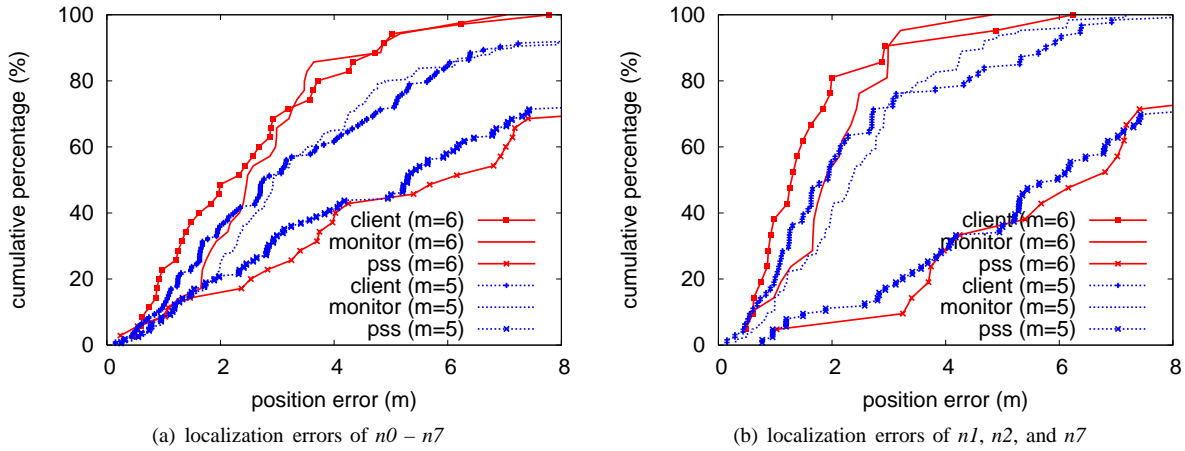 100
80
60
40
20
0
0 2 4 6 8
cumulative percentage (%)
position error (m)
client (m=6)
monitor (m=6)
pss (m=6)
client (m=5)
monitor (m=5)
pss (m=5)
(a) localization errors of n0 – n7
100
80
60
40
20
0
0 2 4 6 8
cumulative percentage (%)
position error (m)
client (m=6)
monitor (m=6)
pss (m=6)
client (m=5)
monitor (m=5)
pss (m=5)
(b) localization errors of n1, n2, and n7